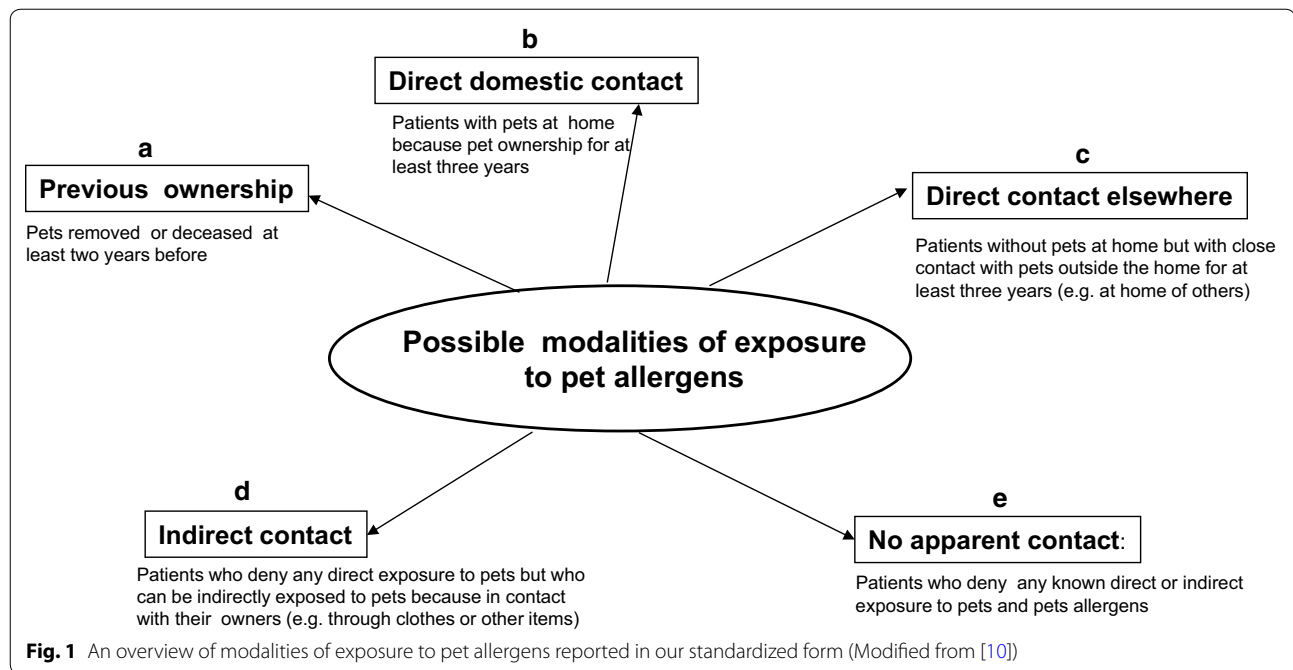 b
Direct domestic contact
Patients with pets at home
because pet ownership for at
least three years
a
Previous ownership
Pets removed or deceased at
least two years before
c
Direct contact elsewhere
Patients without pets at home but with close
contact with pets outside the home for at
least three years (e.g. at home of others)
Possible modalities of exposure
to pet allergens
d
Indirect contact
Patients who deny any direct exposure to pets but who
can be indirectly exposed to pets because in contact
with their owners (e.g. through clothes or other items)
e
No apparent contact:
Patients who deny any known direct or indirect
exposure to pets and pets allergens
Fig. 1 An overview of modalities of exposure to pet allergens reported in our standardized form (Modified from [10])